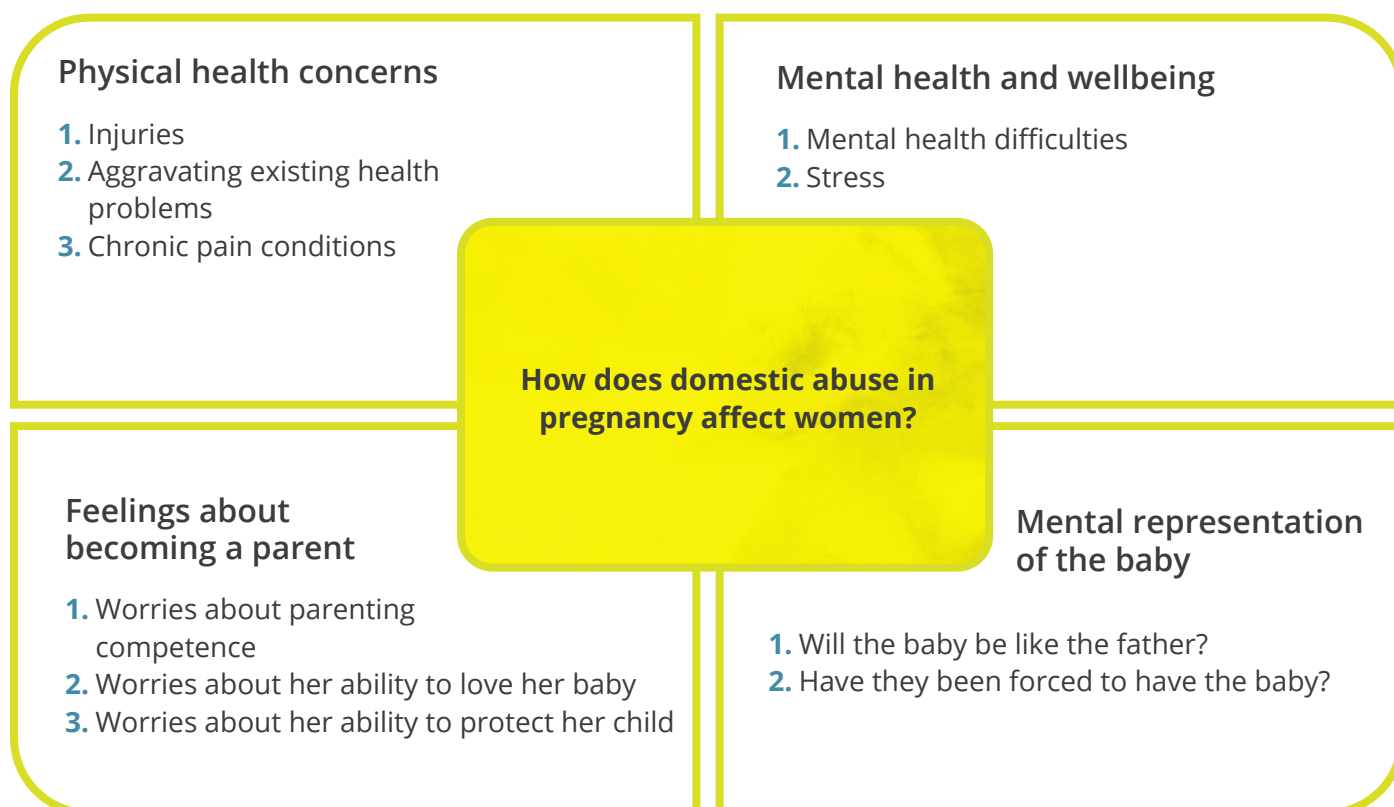 Physical health concerns
1. Injuries
2. Aggravating existing health
problems
3. Chronic pain conditions
Mental health and wellbeing
1. Mental health difficulties
2. Stress
How does domestic abuse in
pregnancy affect women?
Feelings about
becoming a parent
1. Worries about parenting
competence
2. Worries about her ability to love her baby
3. Worries about her ability to protect her child
Mental representation
of the baby
1. Will the baby be like the father?
2. Have they been forced to have the baby?